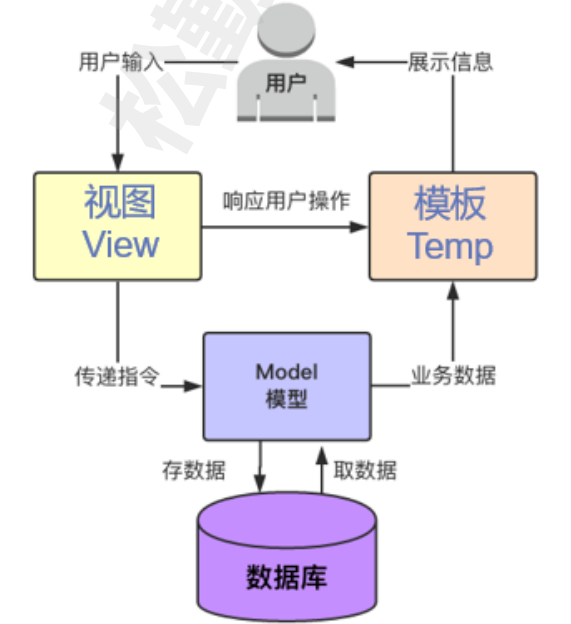 松勤
用户输入
展示信息
用户
视图
View
响应用户操作
模板
Temp
传递指令
Model
模型
业务数据
存数据
取数据
数据库